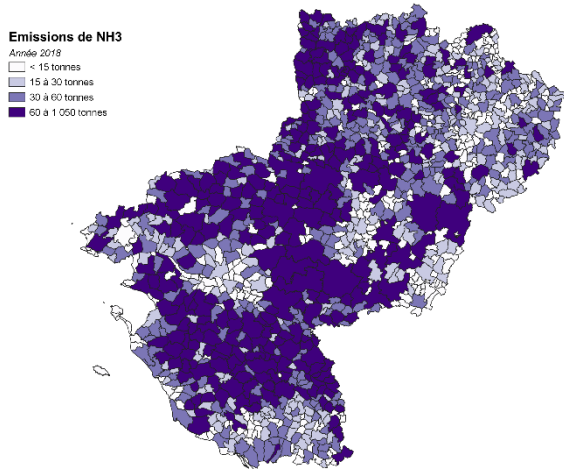 Emissions de NH3
Année 2018
< 15 tonnes
15 à 30 tonnes
30 à 60 tonnes
60 à 1 050 tonnes